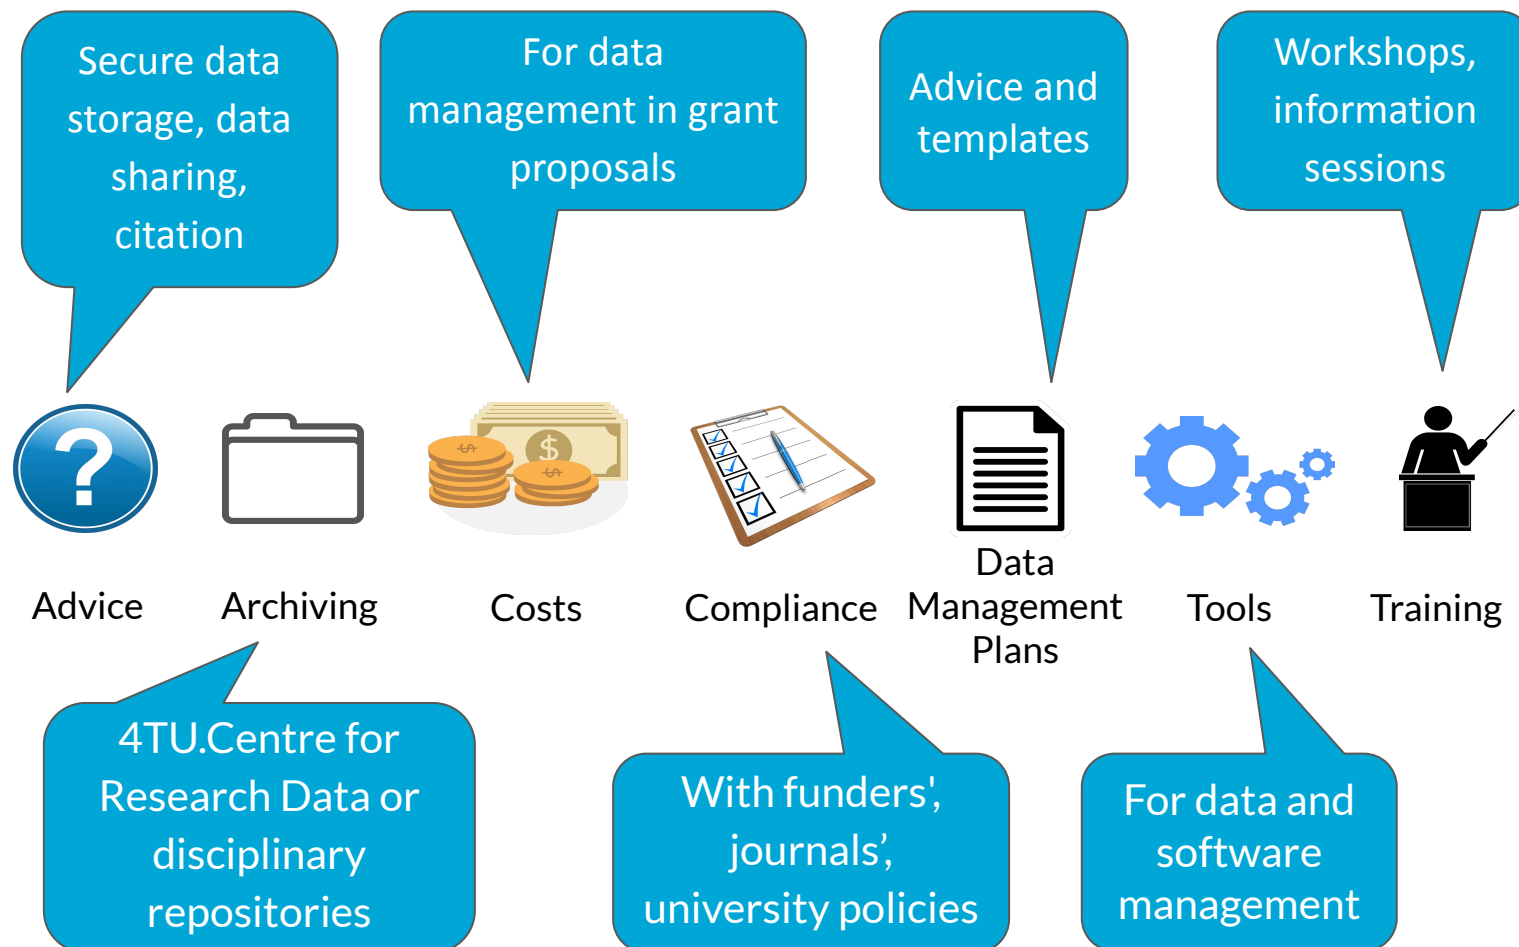 Secure data
storage, data
sharing,
citation
For data
management in grant
proposals
Advice and
templates
Workshops,
information
sessions
?
$
$
$
Advice
Archiving
Costs
Compliance
Data
Management
Plans
Tools
Training
4TU.Centre for
Research Data or
disciplinary
repositories
With funders',
journals’,
university policies
For data and
software
management